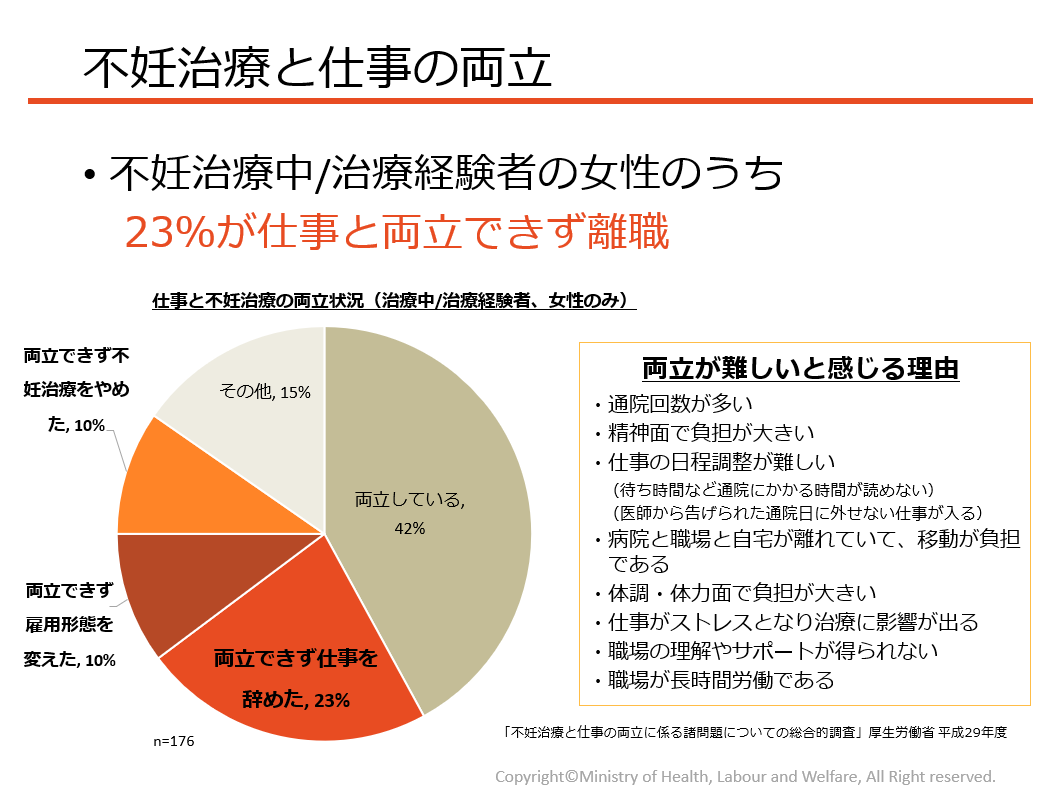 不妊治療と仕事の両立
• 不妊治療中/治療経験者の女性のうち
23%が仕事と両立できず離職
仕事と不妊治療の両立状況（治療中/治療経験者、女性のみ）
両立できず不
妊治療をやめ
た, 10%
その他, 15%
両立している,
42%
両立できず
雇用形態を
変えた, 10%
両立できず仕事を
辞めた, 23%
n=176
両立が難しいと感じる理由
・通院回数が多い
・精神面で負担が大きい
・仕事の日程調整が難しい
（待ち時間など通院にかかる時間が読めない）
（医師から告げられた通院日に外せない仕事が入る）
・病院と職場と自宅が離れていて、移動が負担
である
・体調・体力面で負担が大きい
・仕事がストレスとなり治療に影響が出る
・職場の理解やサポートが得られない
・職場が長時間労働である
「不妊治療と仕事の両立に係る諸問題についての総合的調査」厚生労働省 平成29年度
Copyright©Ministry of Health, Labour and Welfare, All Right reserved.